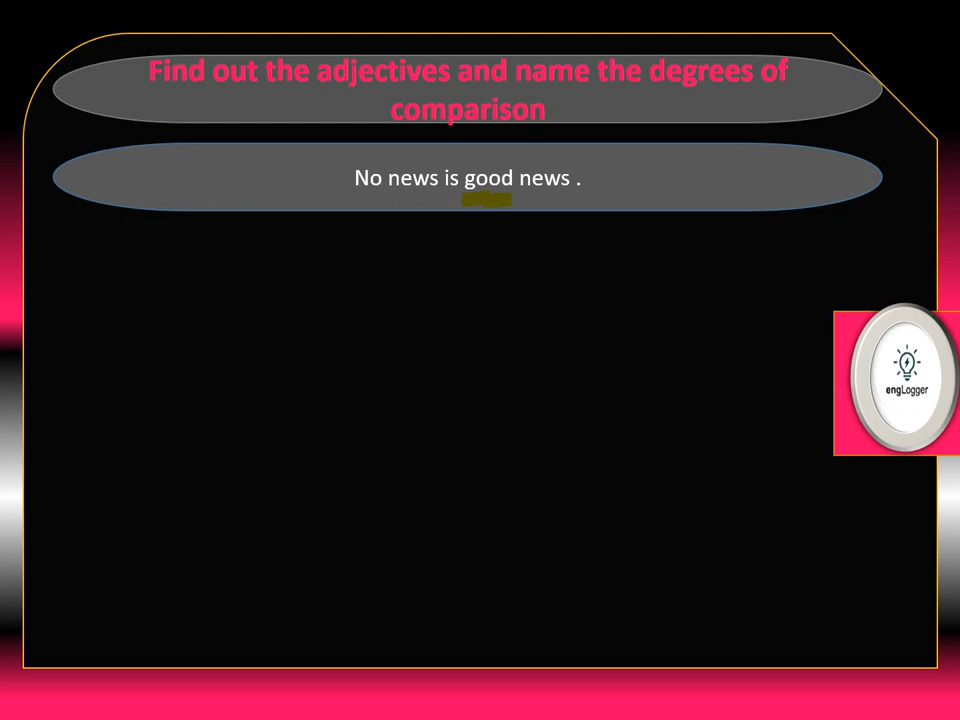 Find out the adjectives and name the degrees of
comparison
No news is good news .
engLogger